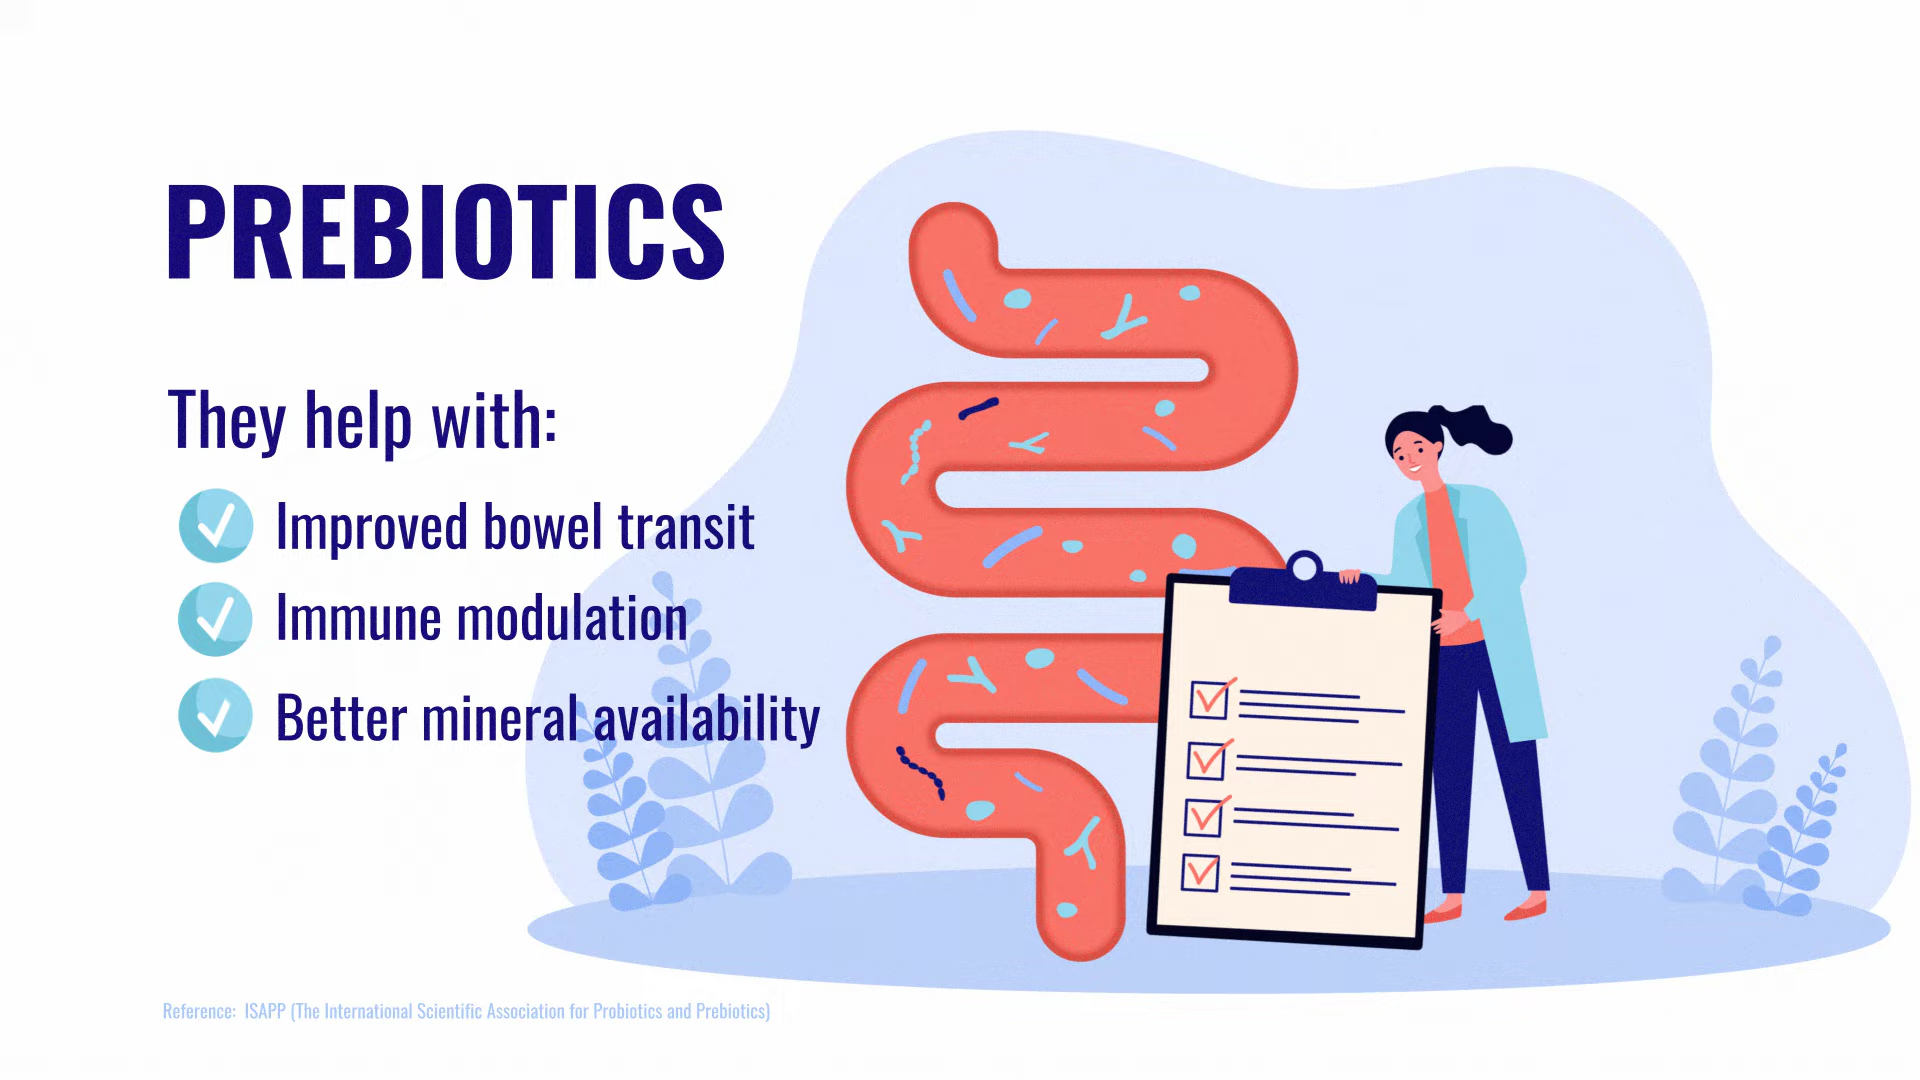 PREBIOTICS
They help with:
Improved bowel transit
Immune modulation
Better mineral availability
Reference: ISAPP (The International Scientific Association for Probiotics and Prebiotics)